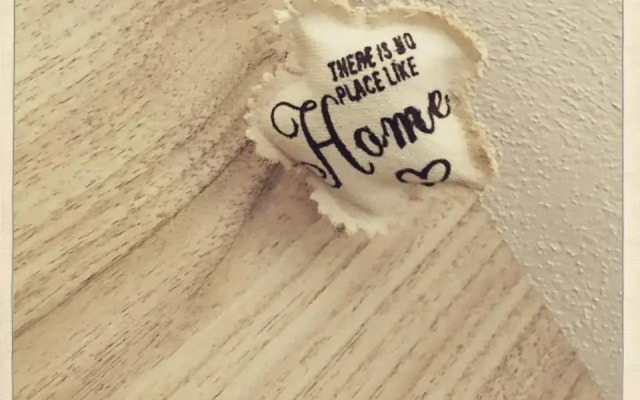 THERE IS NO
PLACE LIKE
Home